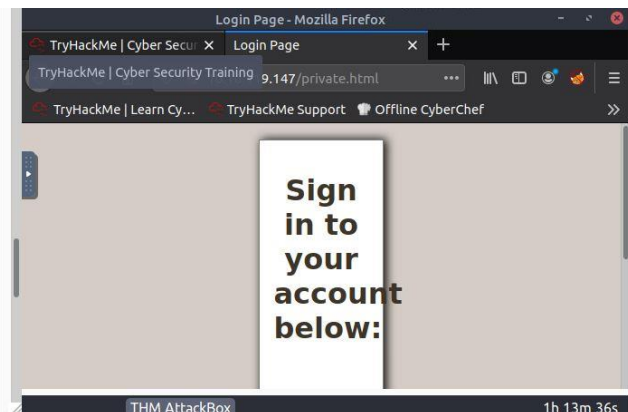 Login Page - Mozilla Firefox
TryHackMe | Cyber Secur
Login Page
TryHackMe | Cyber Security Training
9.147/private.html
TryHackMe | Learn Cy…
TryHackMe Support
Offline CyberChef
Sign
in to
your
account
below:
THM AttackBox
1h 13m 36s